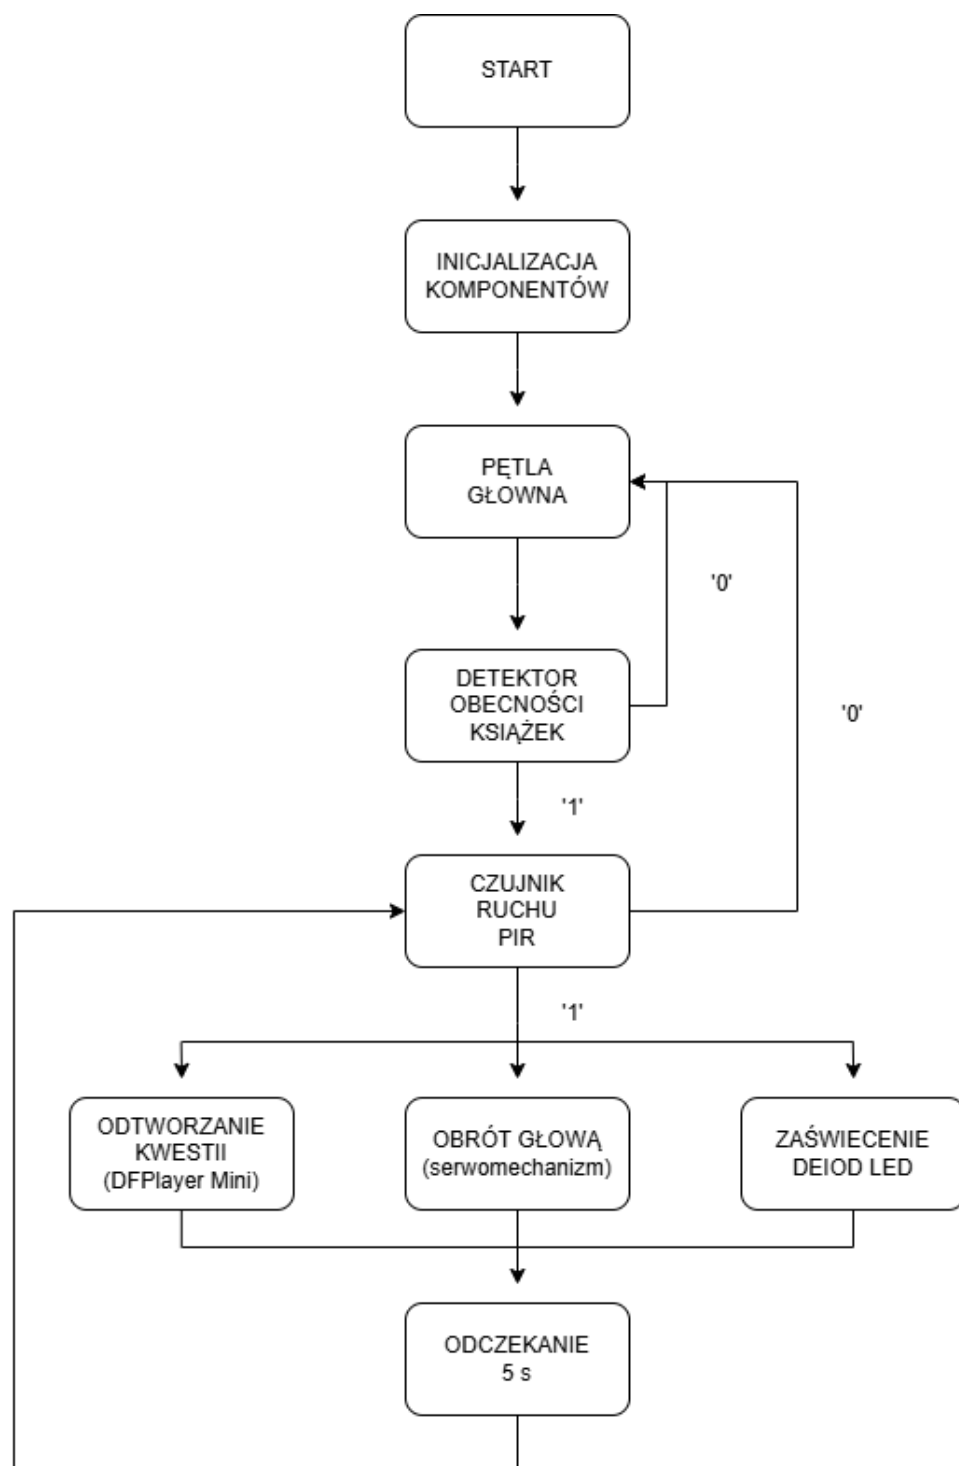 START
INICJALIZACJA
KOMPONENTÓW
PĘTLA
GŁOWNA
'0'
DETEKTOR
OBECNOŚCI
KSIĄŻEK
'0'
'1'
CZUJNIK
RUCHU
PIR
'1'
ODTWORZANIE
KWESTII
(DFPlayer Mini)
OBRÓT GŁOWĄ
(serwomechanizm)
ZAŚWIECENIE
DEIOD LED
ODCZEKANIE
5 s